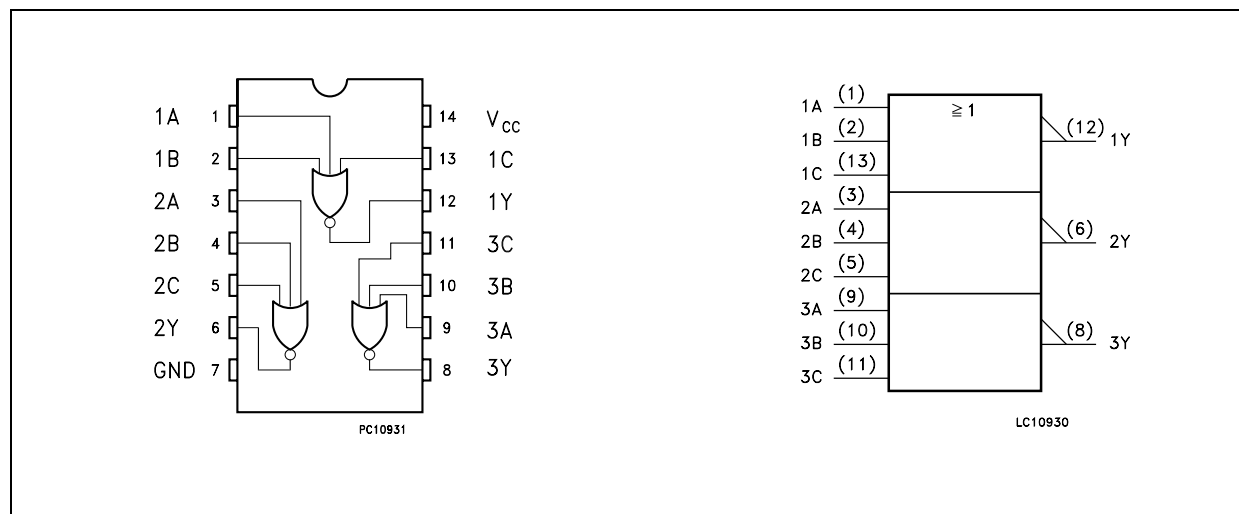 1A 1 14 VCC
1B 2 13 1C
2A 3 12 1Y
2B 4 11 3C
2C 5 10 3B
2Y 6 9 3A
GND 7 8 3Y
PC10931
≧ 1
1A (1)
1B (2)
1C (13)
2A (3)
2B (4)
2C (5)
3A (9)
3B (10)
3C (11)
(12) 1Y
(6) 2Y
(8) 3Y
LC10930